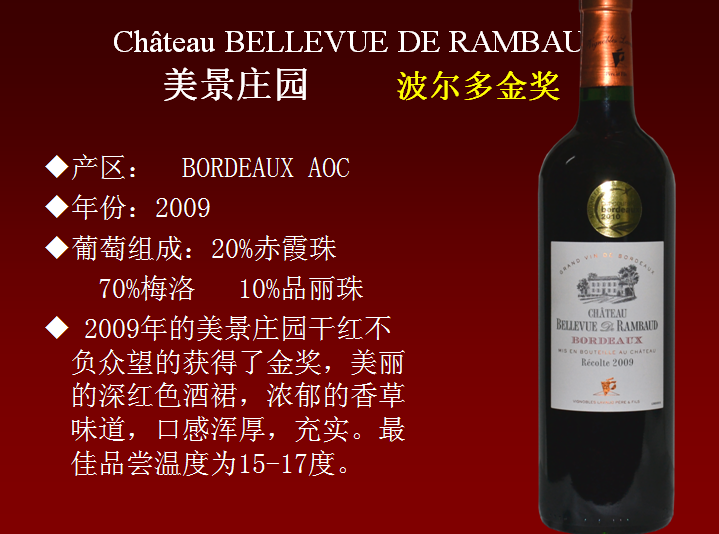 Château BELLEVUE DE RAMBAU
美景庄园 波尔多金奖
◆产区： BORDEAUX AOC
◆年份：2009
◆葡萄组成：20%赤霞珠
70%梅洛 10%品丽珠
◆ 2009年的美景庄园干红不
负众望的获得了金奖，美丽
的深红色酒裙，浓郁的香草
味道，口感浑厚，充实。最
佳品尝温度为15-17度。
bordeaux
2010
GRAND VIN DE BORDEAUX
CHÂTEAU
BELLEVUE De RAMBAUD
BORDEAUX
MIS EN BOUTEILLE AU CHÂTEAU
Récolte 2009